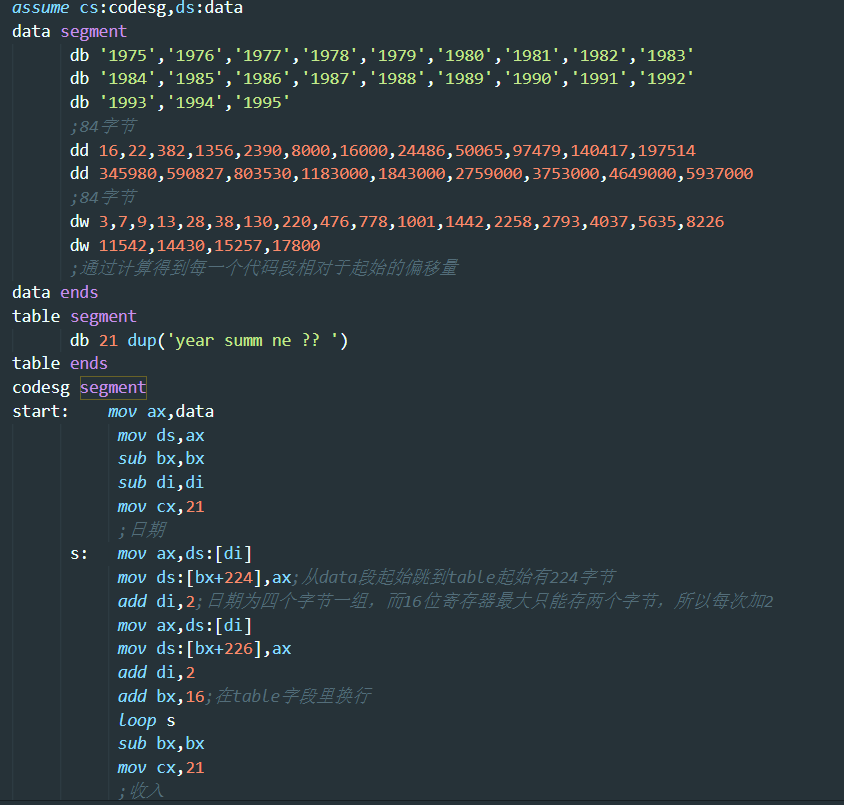 assume cs:codesg,ds:data
data segment
db '1975','1976','1977','1978','1979','1980','1981','1982','1983'
db '1984','1985','1986','1987','1988','1989','1990','1991','1992'
db '1993','1994','1995'
;84字节
dd 16,22,382,1356,2390,8000,16000,24486,50065,97479,140417,197514
dd 345980,590827,803530,1183000,1843000,2759000,3753000,4649000,5937000
;84字节
dw 3,7,9,13,28,38,130,220,476,778,1001,1442,2258,2793,4037,5635,8226
dw 11542,14430,15257,17800
;通过计算得到每一个代码段相对于起始的偏移量
data ends
table segment
db 21 dup('year summ ne ?? ')
table ends
codesg segment
start: mov ax,data
mov ds,ax
sub bx,bx
sub di,di
mov cx,21
;日期
s: mov ax,ds:[di]
mov ds:[bx+224],ax;从data段起始跳到table起始有224字节
add di,2;日期为四个字节一组，而16位寄存器最大只能存两个字节，所以每次加2
mov ax,ds:[di]
mov ds:[bx+226],ax
add di,2
add bx,16;在table字段里换行
loop s
sub bx,bx
mov cx,21
;收入